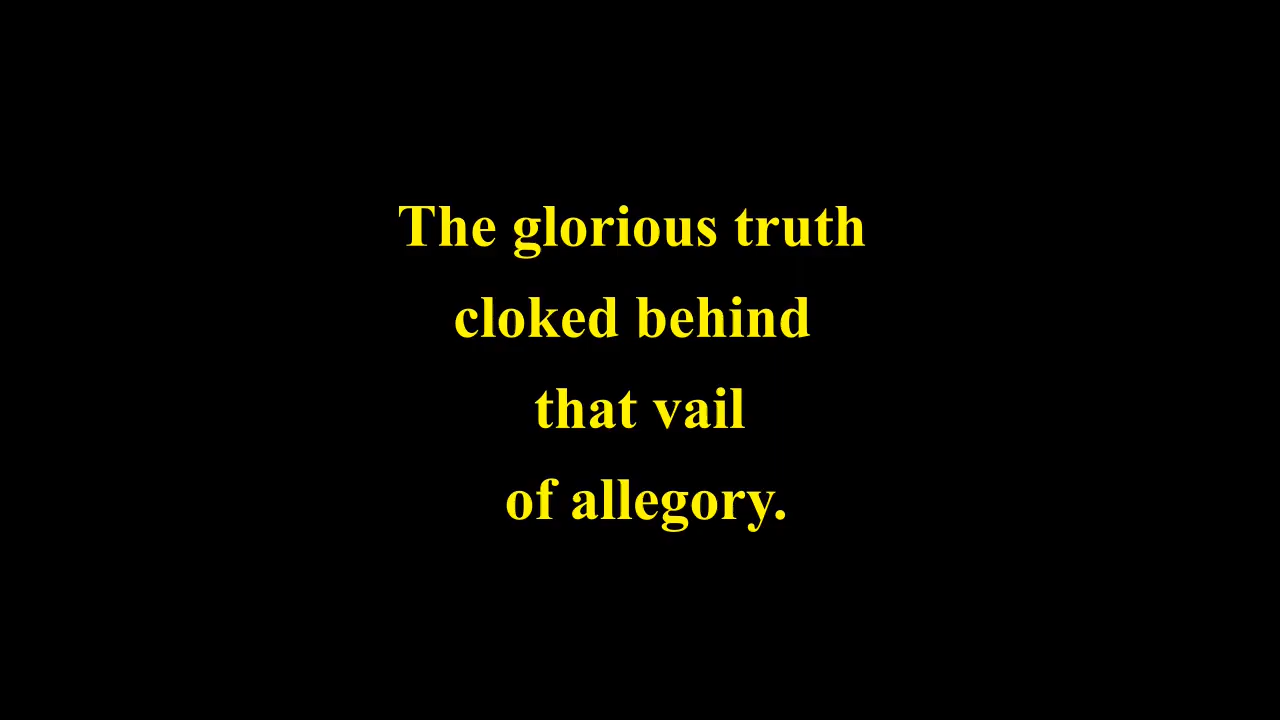 The glorious truth
cloked behind
that vail
of allegory.